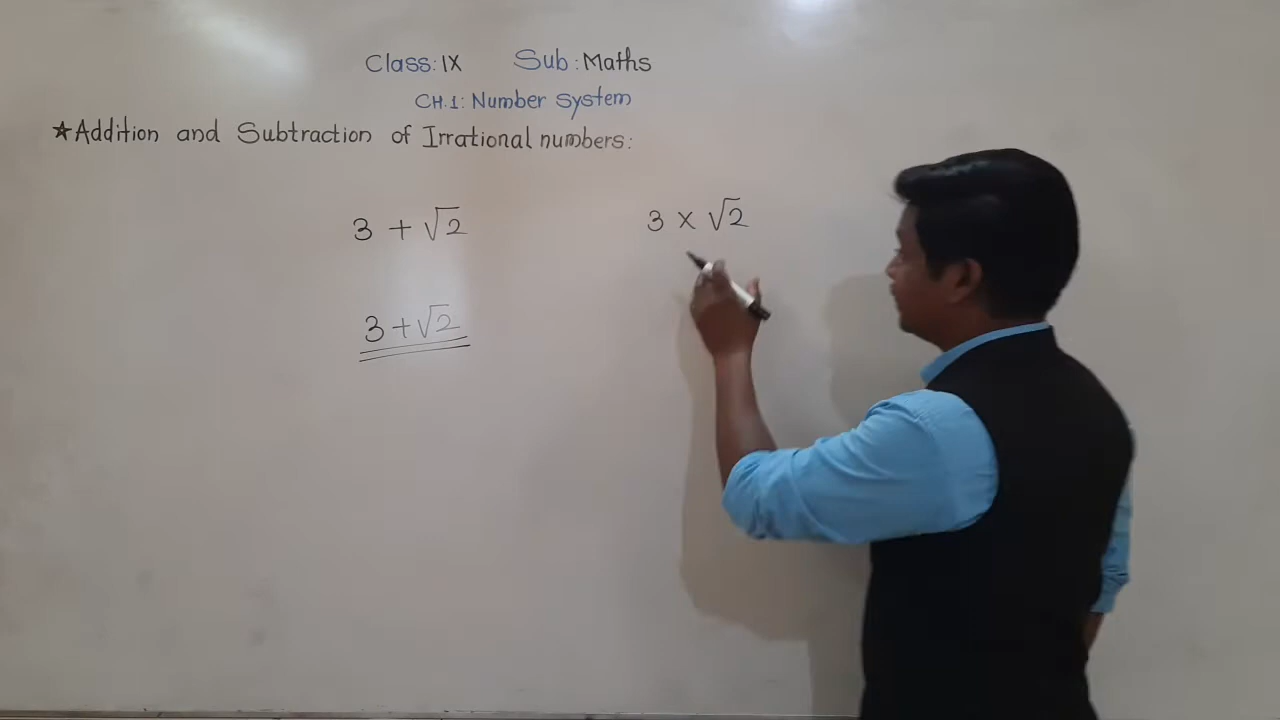 Class: IX Sub: Maths
CH.1: Number System
★Addition and Subtraction of Irrational numbers:
3 + √2 3 × √2
3 + √2